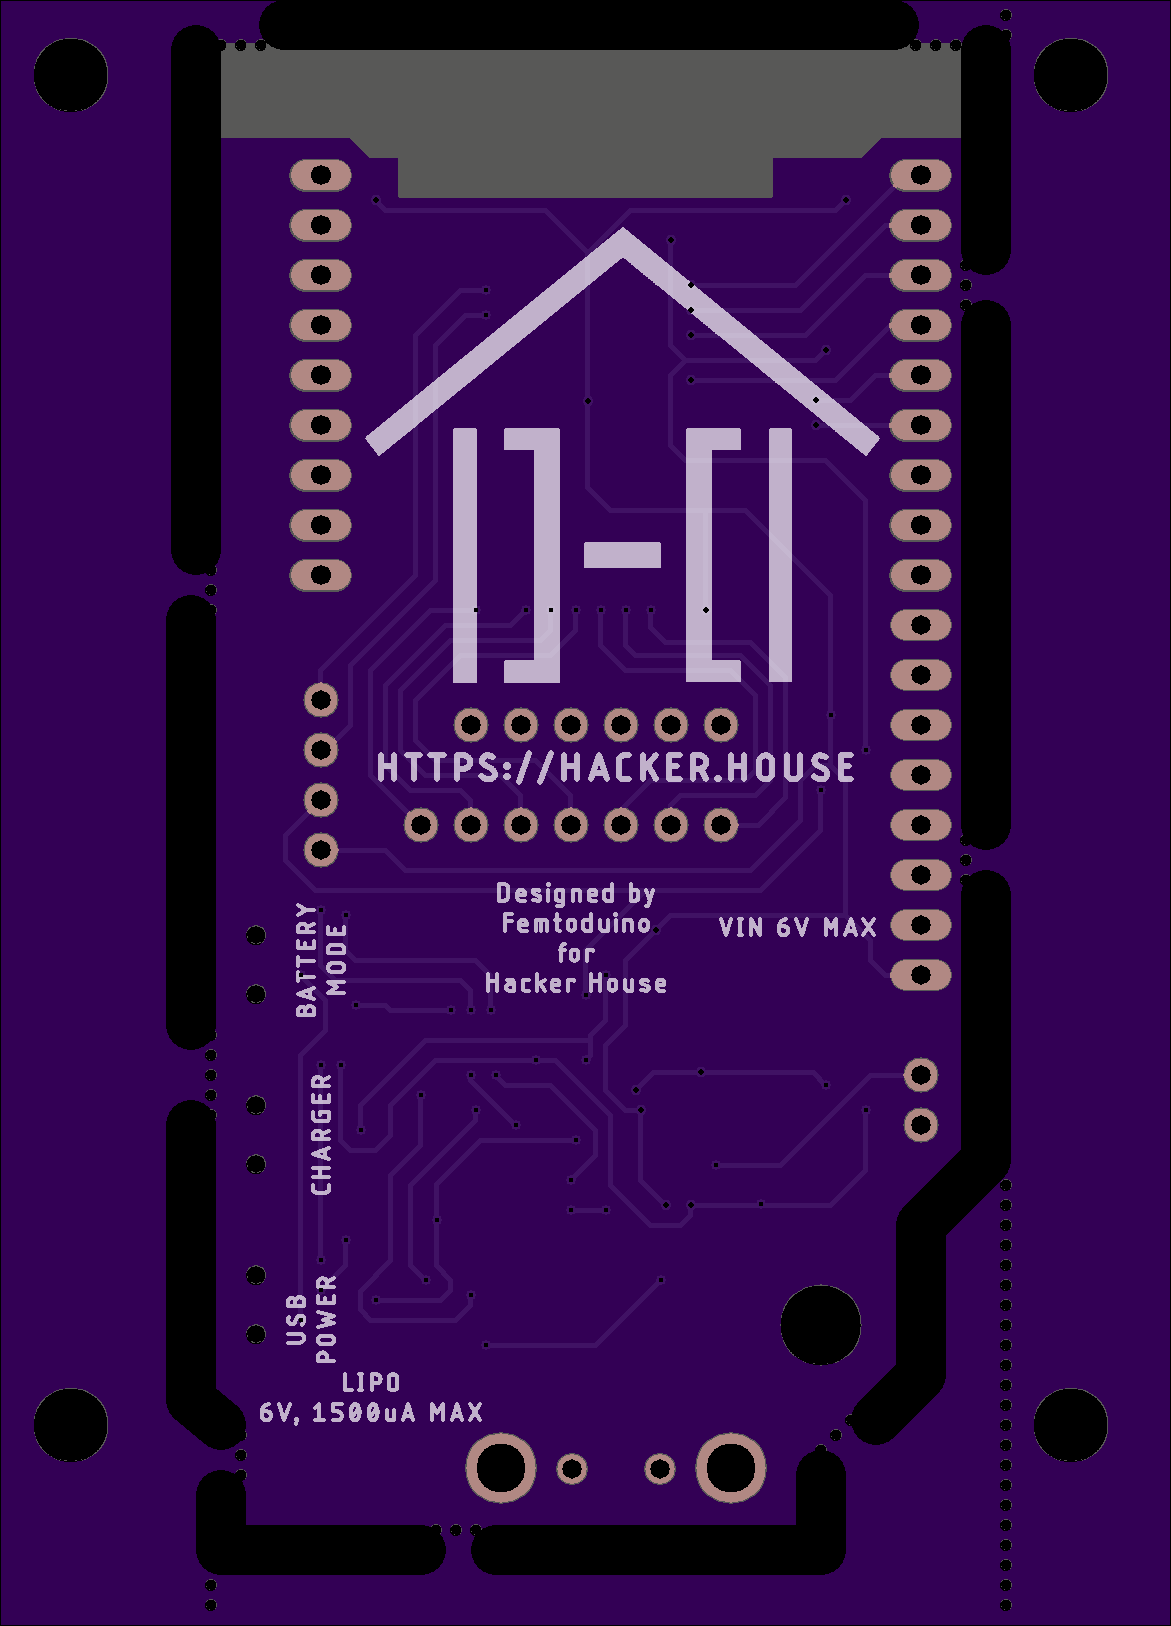 HTTPS://HACKER.HOUSE
Designed by
Femtoduino
for
Hacker House
VIN 6V MAX
BATTERY
MODE
CHARGER
USB
POWER
LIPO
6V, 1500uA MAX